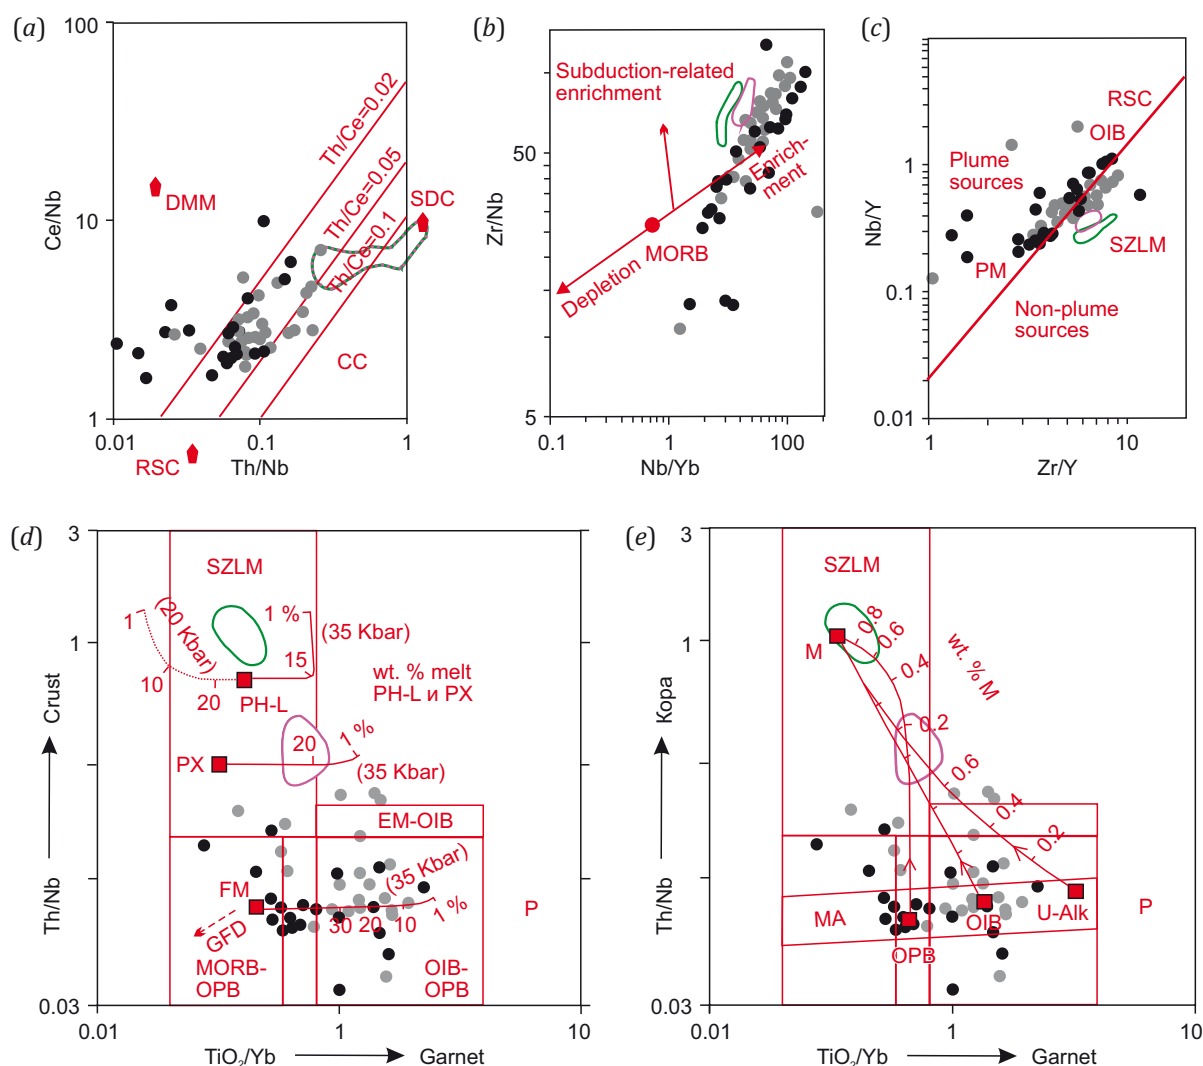 (a)
100
10
1
Ce/Nb
0.01
0.1
1
Th/Nb
Th/Ce=0.02
Th/Ce=0.05
Th/Ce=0.1
DMM
SDC
CC
RSC
(b)
50
5
Zr/Nb
0.1
1
10
100
Nb/Yb
Subduction-related
enrichment
Enrich-
ment
MORB
Depletion
(c)
1
0.1
0.01
Nb/Y
1
10
Zr/Y
RSC
OIB
Plume
sources
SZLM
PM
Non-plume
sources
(d)
3
1
0.03
Th/Nb
Crust
SZLM
1
(20 Kbar)
10
20
1 %
(35 Kbar)
15
PH-L
wt. % melt
PH-L и PX
PX
20
1 %
(35 Kbar)
EM-OIB
FM
(35 Kbar)
30
20
10
1 %
GFD
P
MORB-
OPB
OIB-
OPB
0.01
1
10
TiO₂/Yb
Garnet
(e)
3
1
0.03
Th/Nb
Кора
SZLM
M
0.8
0.6
0.4
0.2
wt. % M
0.6
0.4
0.2
MA
OPB
OIB
U-Alk
P
0.01
1
10
TiO₂/Yb
Garnet